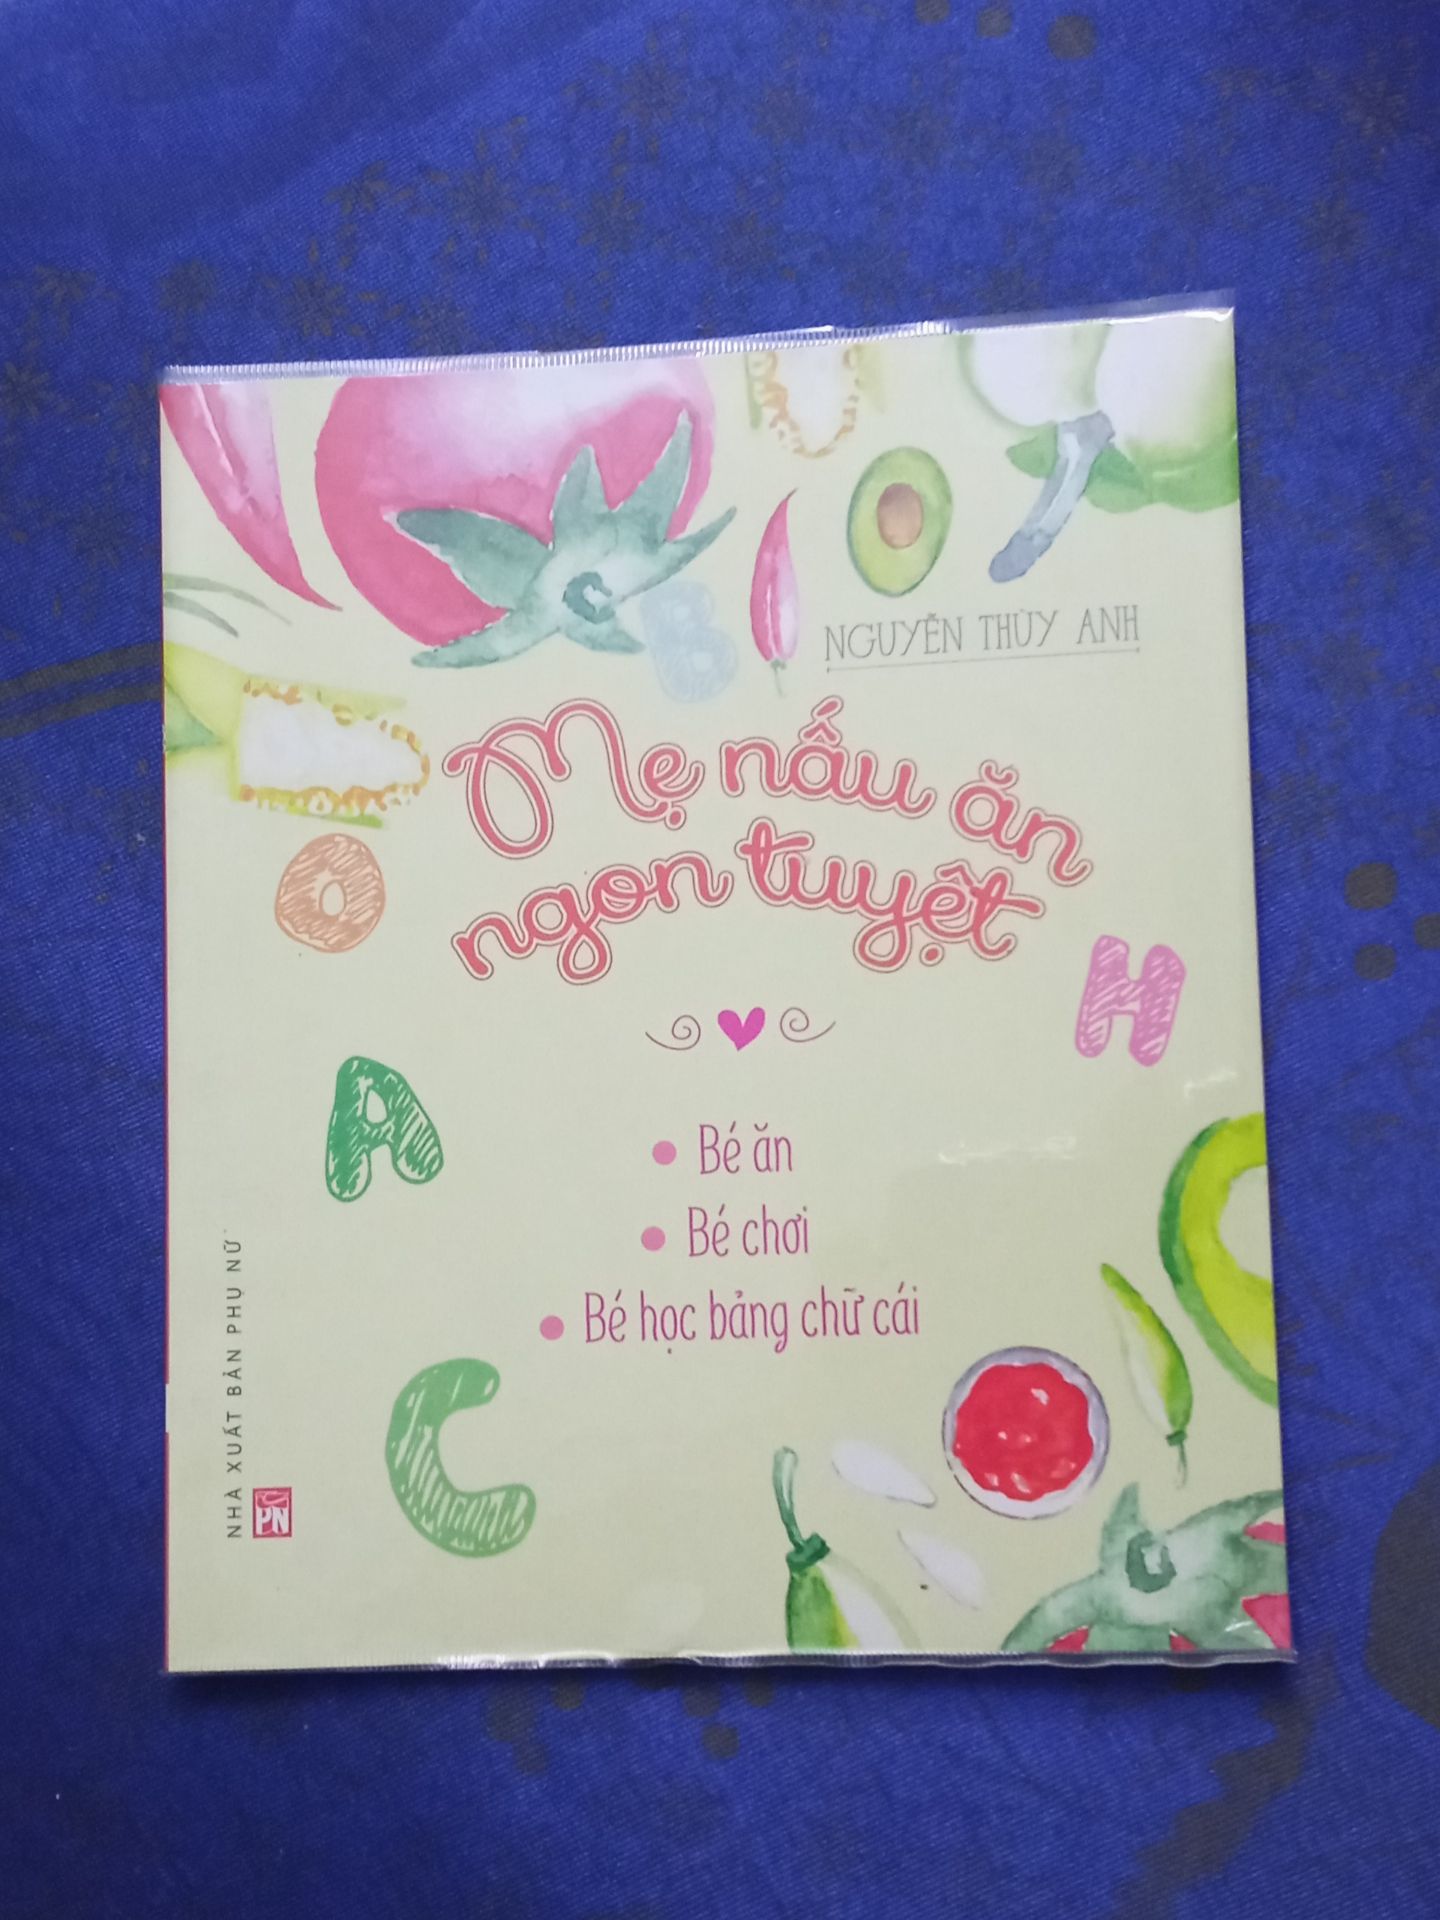 B
NGUYỄN THÙY ANH
Mẹ nấu ăn
ngon tuyệt
O
H
A
Bé ăn
Bé chơi
Bé học bảng chữ cái
C
NHÀ XUẤT BẢN PHỤ NỮ
PN